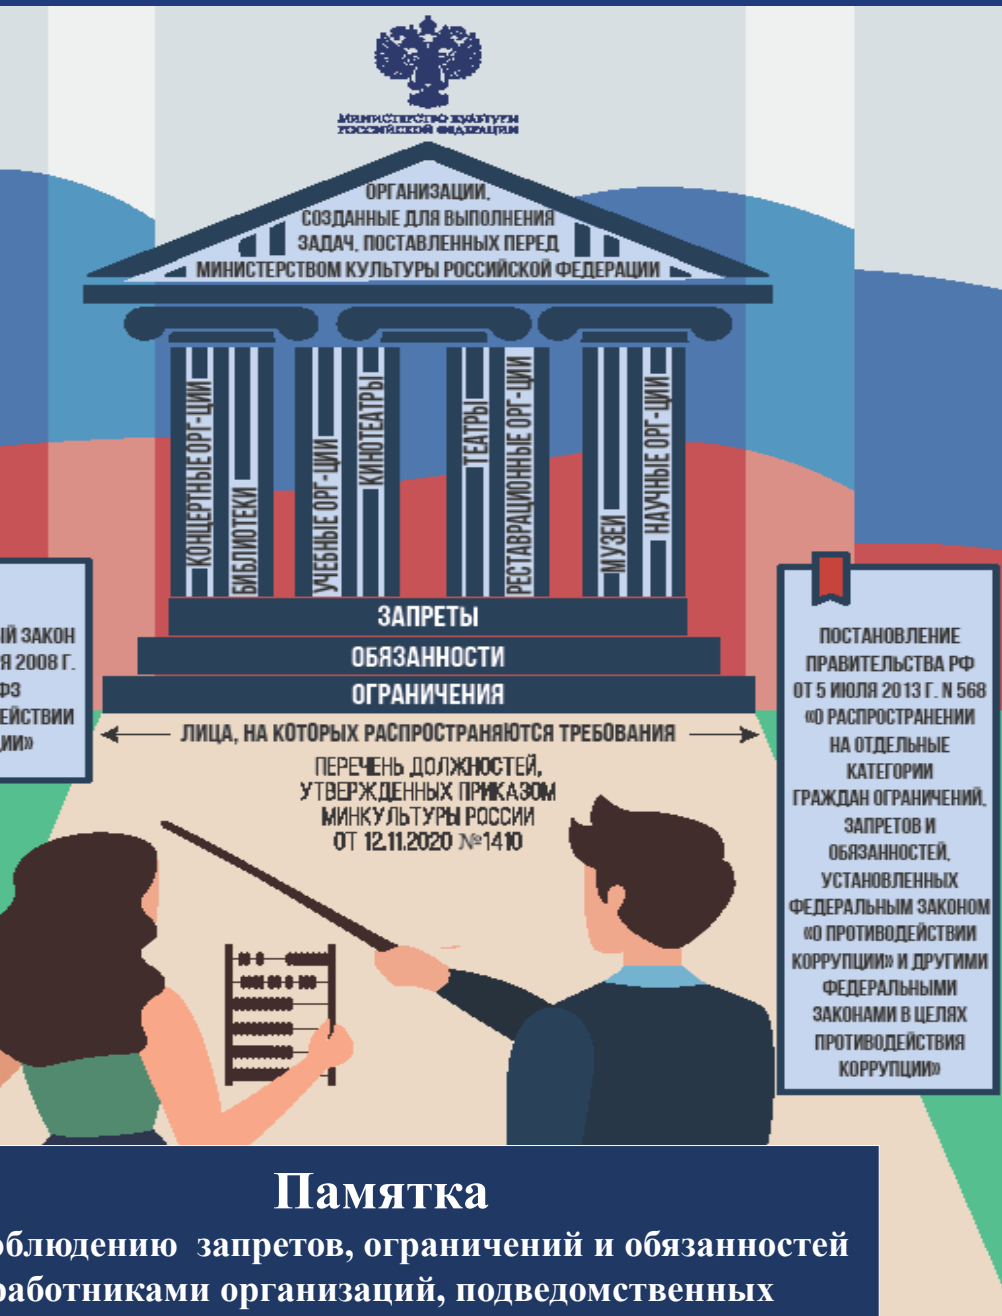 МИНИСТЕРСТВО КУЛЬТУРЫ
РОССИЙСКОЙ ФЕДЕРАЦИИ
ОРГАНИЗАЦИИ,
СОЗДАННЫЕ ДЛЯ ВЫПОЛНЕНИЯ
ЗАДАЧ, ПОСТАВЛЕННЫХ ПЕРЕД
МИНИСТЕРСТВОМ КУЛЬТУРЫ РОССИЙСКОЙ ФЕДЕРАЦИИ
КОНЦЕРТНЫЕ ОРГ-ЦИИ
БИБЛИОТЕКИ
УЧЕБНЫЕ ОРГ-ЦИИ
КИНОТЕАТРЫ
ТЕАТРЫ
РЕСТАВРАЦИОННЫЕ ОРГ-ЦИИ
МУЗЕИ
НАУЧНЫЕ ОРГ-ЦИИ
ЗАПРЕТЫ
ОБЯЗАННОСТИ
ОГРАНИЧЕНИЯ
ЛИЦА, НА КОТОРЫХ РАСПРОСТРАНЯЮТСЯ ТРЕБОВАНИЯ
ПЕРЕЧЕНЬ ДОЛЖНОСТЕЙ,
УТВЕРЖДЕННЫХ ПРИКАЗОМ
МИНКУЛЬТУРЫ РОССИИ
ОТ 12.11.2020 №1410
ЫЙ ЗАКОН
Я 2008 Г.
ФЗ
ЕЙСТВИИ
ЦИИ»
ПОСТАНОВЛЕНИЕ
ПРАВИТЕЛЬСТВА РФ
ОТ 5 ИЮЛЯ 2013 Г. N 568
«О РАСПРОСТРАНЕНИИ
НА ОТДЕЛЬНЫЕ
КАТЕГОРИИ
ГРАЖДАН ОГРАНИЧЕНИЙ,
ЗАПРЕТОВ И
ОБЯЗАННОСТЕЙ,
УСТАНОВЛЕННЫХ
ФЕДЕРАЛЬНЫМ ЗАКОНОМ
«О ПРОТИВОДЕЙСТВИИ
КОРРУПЦИИ» И ДРУГИМИ
ФЕДЕРАЛЬНЫМИ
ЗАКОНАМИ В ЦЕЛЯХ
ПРОТИВОДЕЙСТВИЯ
КОРРУПЦИИ»
Памятка
облюдению запретов, ограничений и обязанностей
работниками организаций, подведомственных